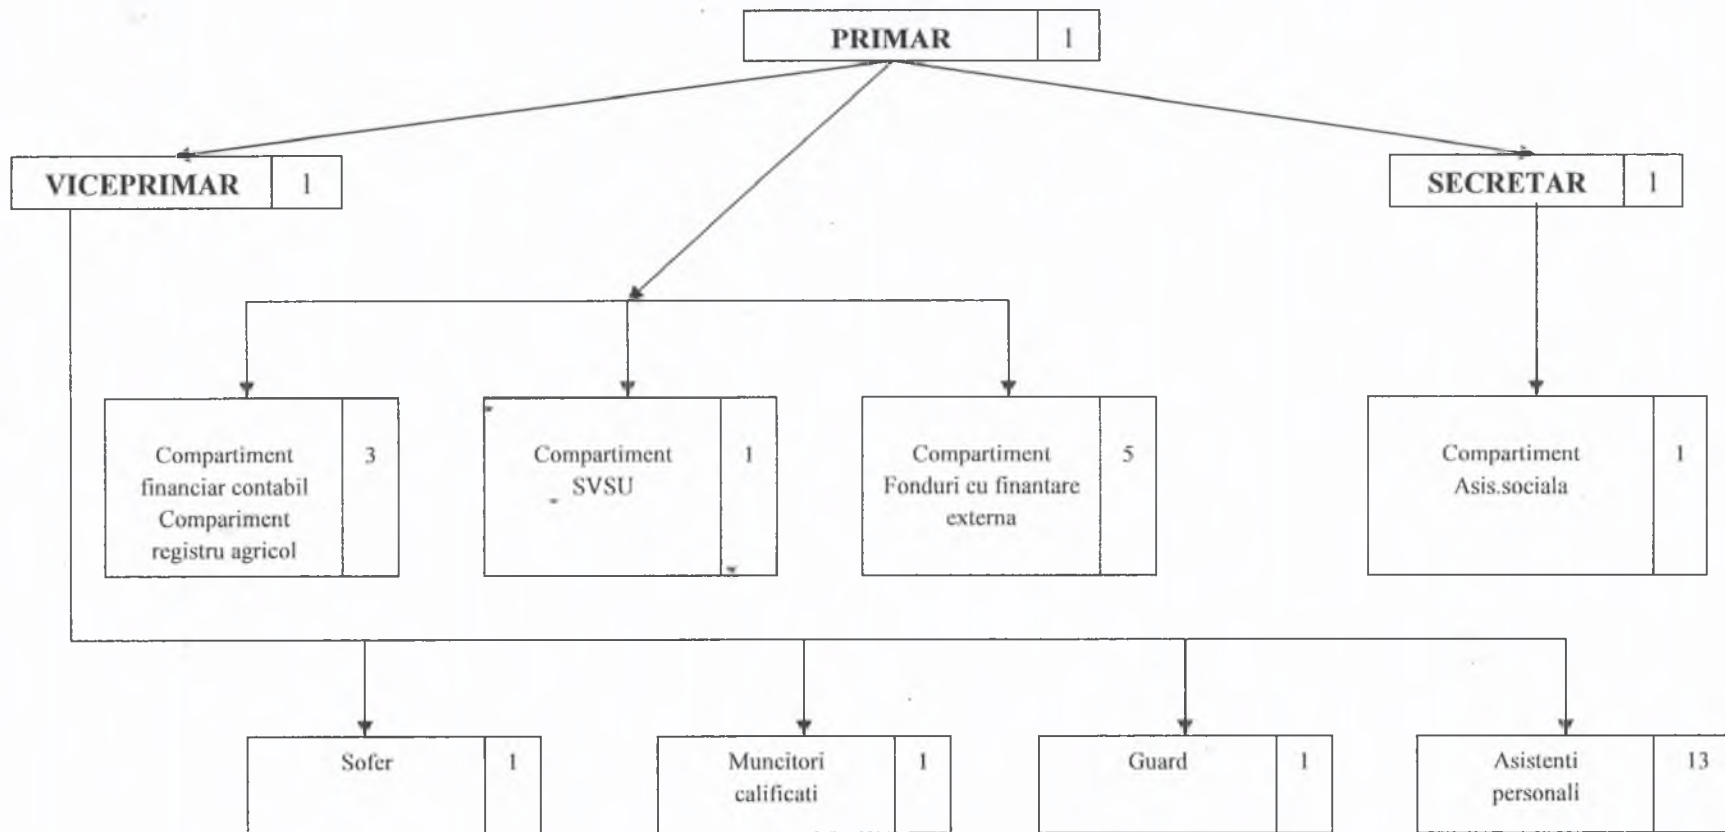 PRIMAR 1
VICEPRIMAR 1
SECRETAR 1
Compartiment
financiar contabil
Compariment
registru agricol
3
Compartiment
SVSU
1
Compartiment
Fonduri cu finantare
externa
5
Compartiment
Asis.sociala
1
Sofer 1
Muncitori
calificati
1
Guard 1
Asistenti
personali
13